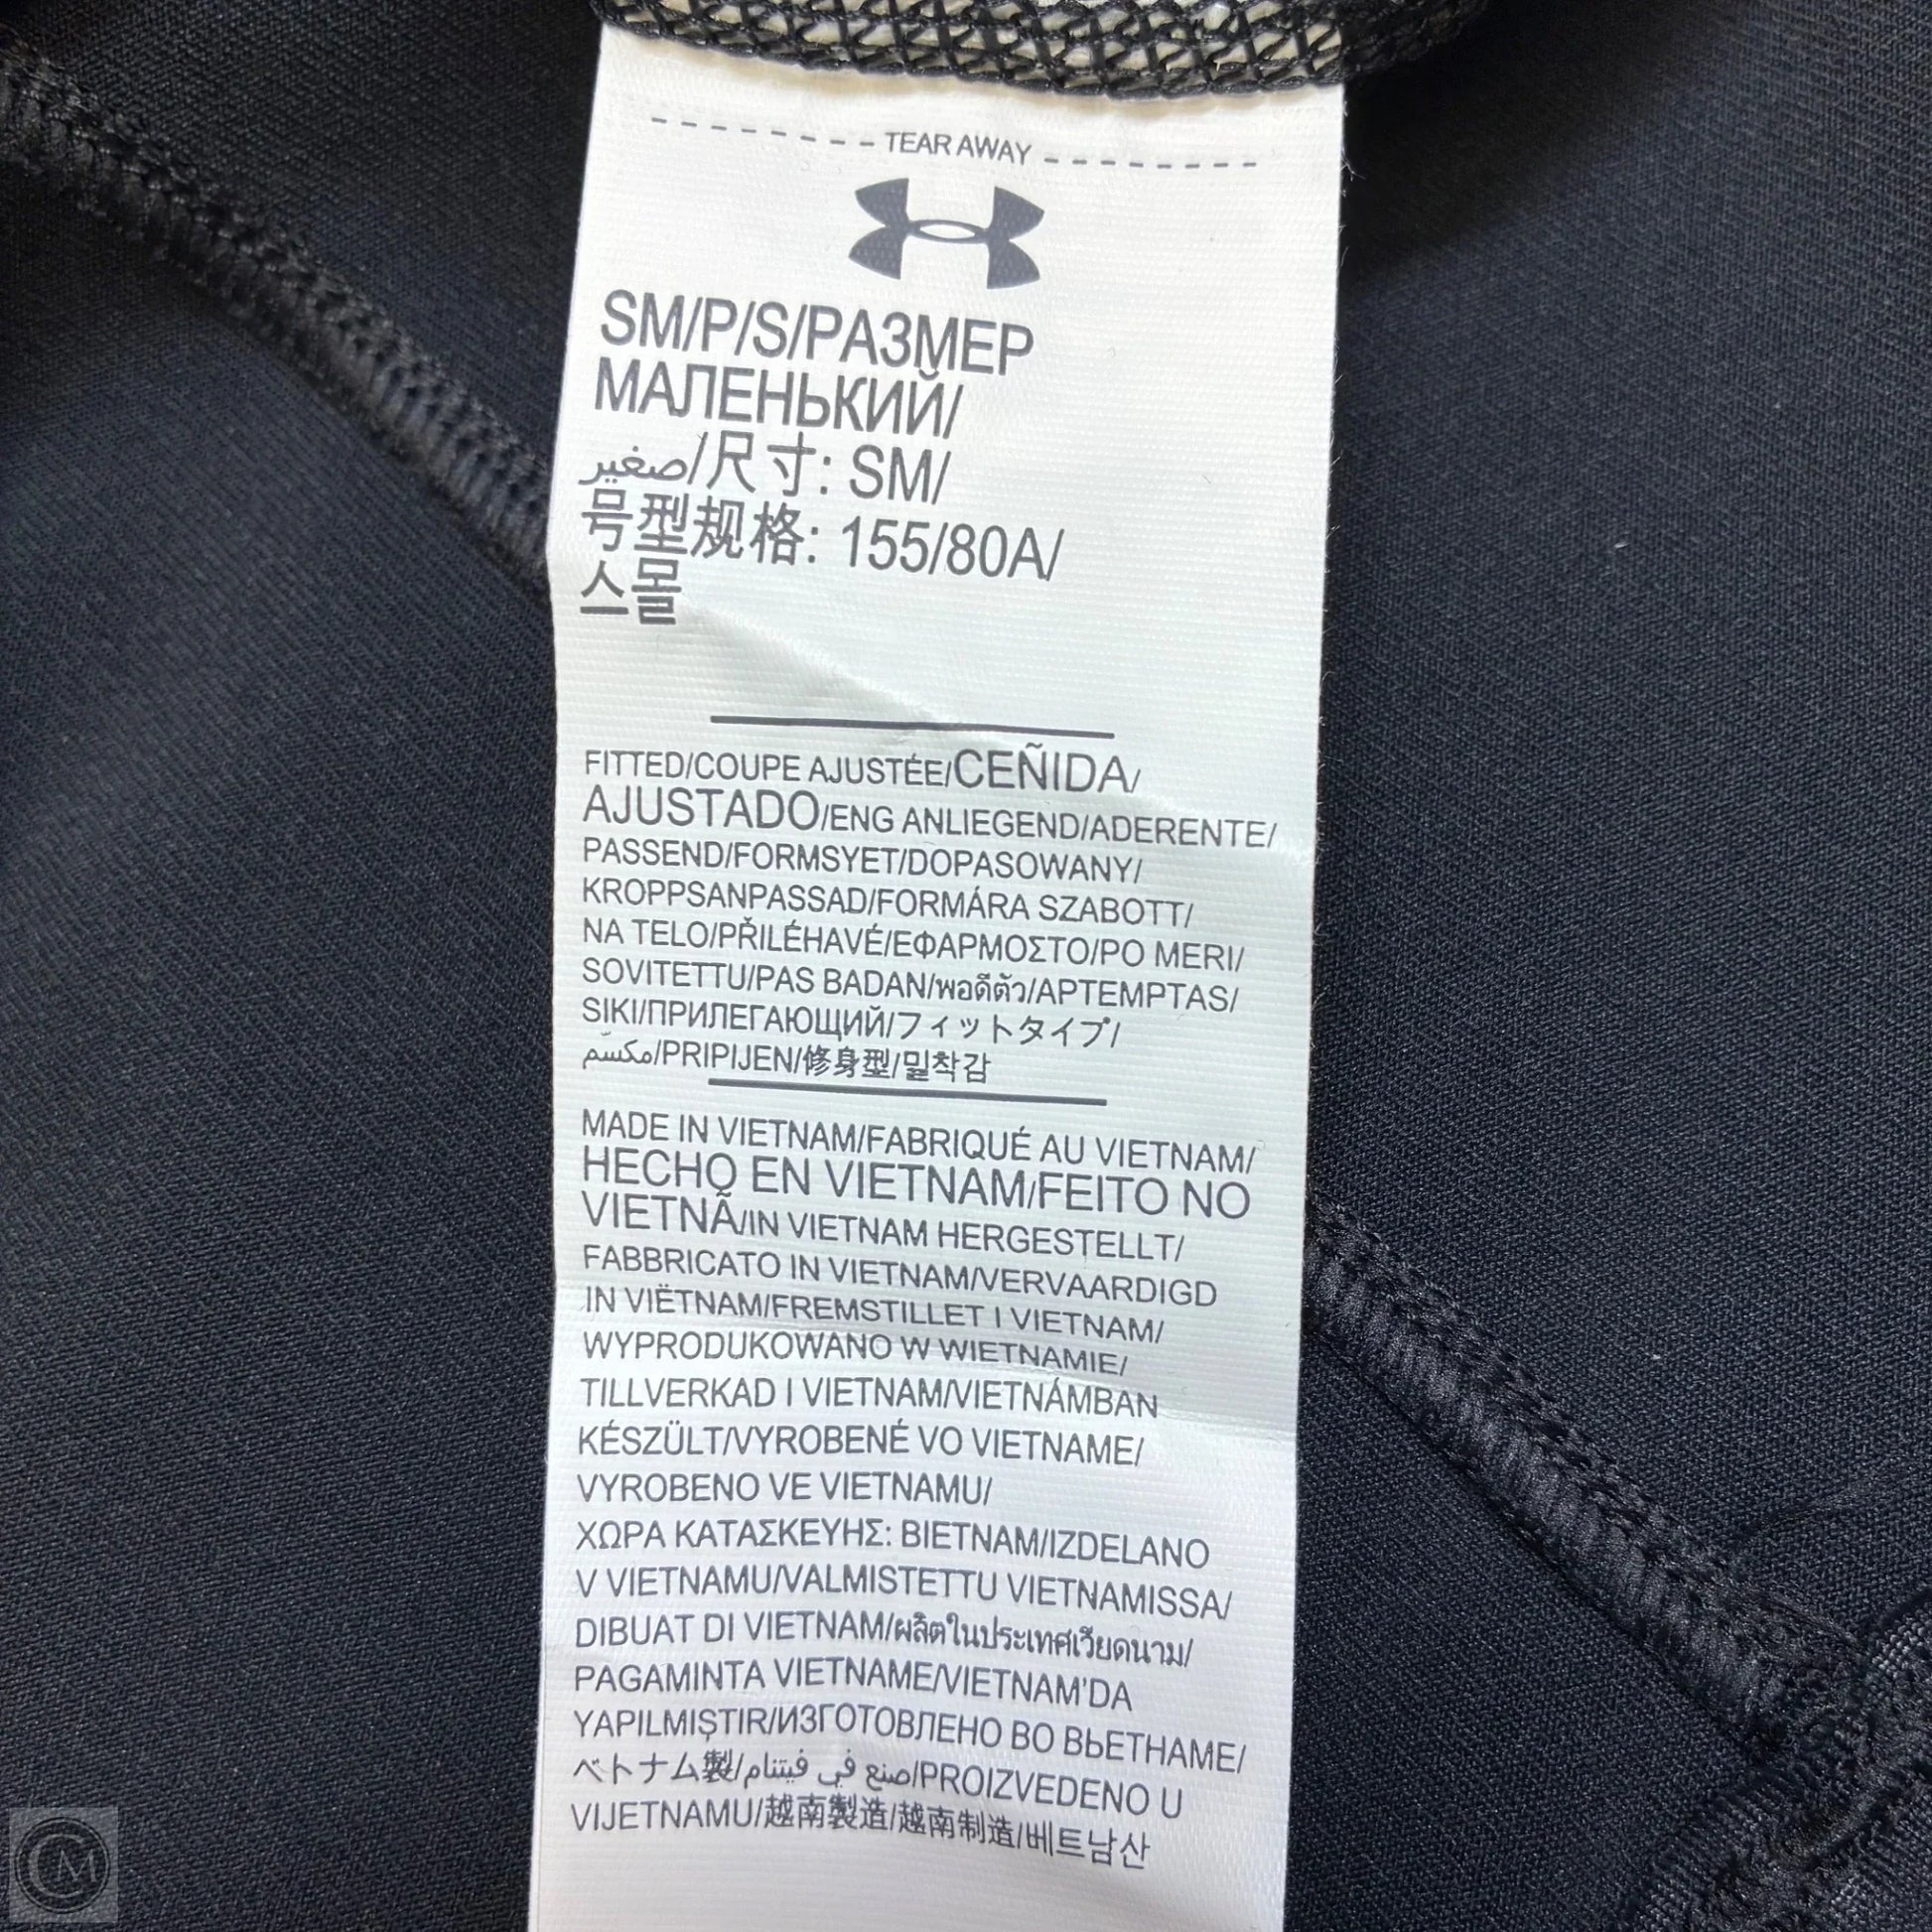 TEAR AWAY
SM/P/S/РАЗМЕР
МАЛЕНЬКИЙ/
صغير/尺寸: SM/
号型规格: 155/80A/
스몰
FITTED/COUPE AJUSTÉE/CEÑIDA/
AJUSTADO/ENG ANLIEGEND/ADERENTE/
PASSEND/FORMSYET/DOPASOWANY/
KROPPSANPASSAD/FORMÁRA SZABOTT/
NA TELO/PŘILÉHAVÉ/ΕΦΑΡΜΟΣΤΟ/PO MERI/
SOVITETTU/PAS BADAN/พอดีตัว/APTEMPTAS/
SIKI/ПРИЛЕГАЮЩИЙ/フィットタイプ/
مكسّم/PRIPIJEN/修身型/밀착감
MADE IN VIETNAM/FABRIQUÉ AU VIETNAM/
HECHO EN VIETNAM/FEITO NO
VIETNÃ/IN VIETNAM HERGESTELLT/
FABBRICATO IN VIETNAM/VERVAARDIGD
IN VIËTNAM/FREMSTILLET I VIETNAM/
WYPRODUKOWANO W WIETNAMIE/
TILLVERKAD I VIETNAM/VIETNÁMBAN
KÉSZÜLT/VYROBENÉ VO VIETNAME/
VYROBENO VE VIETNAMU/
ΧΩΡΑ ΚΑΤΑΣΚΕΥΗΣ: ΒΙΕΤΝΑΜ/IZDELANO
V VIETNAMU/VALMISTETTU VIETNAMISSA/
DIBUAT DI VIETNAM/ผลิตในประเทศเวียดนาม/
PAGAMINTA VIETNAME/VIETNAM'DA
YAPILMIŞTIR/ИЗГОТОВЛЕНО ВО ВЬЕТНАМЕ/
ベトナム製/صنع في فيتنام/PROIZVEDENO U
VIJETNAMU/越南製造/越南制造/베트남산
CM